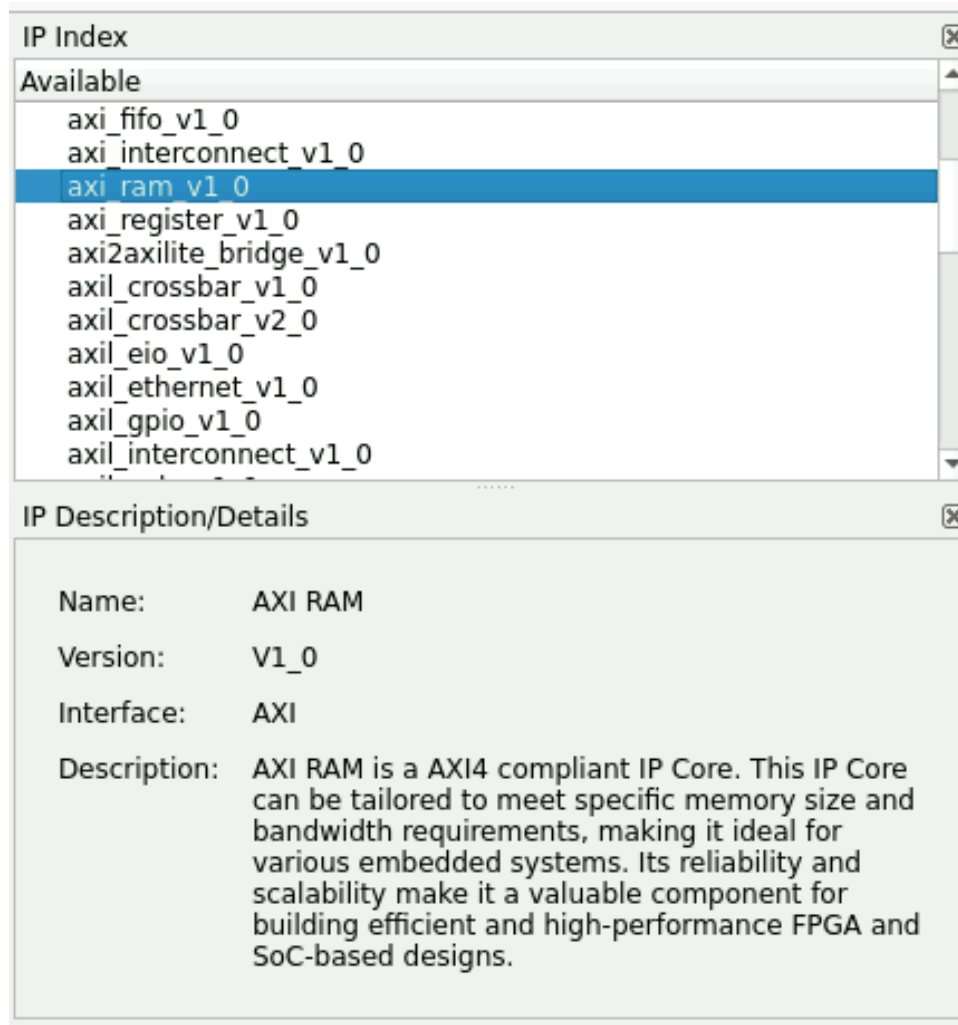 IP Index
Available
axi_fifo_v1_0
axi_interconnect_v1_0
axi_ram_v1_0
axi_register_v1_0
axi2axilite_bridge_v1_0
axil_crossbar_v1_0
axil_crossbar_v2_0
axil_eio_v1_0
axil_ethernet_v1_0
axil_gpio_v1_0
axil_interconnect_v1_0
IP Description/Details
Name: AXI RAM
Version: V1_0
Interface: AXI
Description: AXI RAM is a AXI4 compliant IP Core. This IP Core
can be tailored to meet specific memory size and
bandwidth requirements, making it ideal for
various embedded systems. Its reliability and
scalability make it a valuable component for
building efficient and high-performance FPGA and
SoC-based designs.